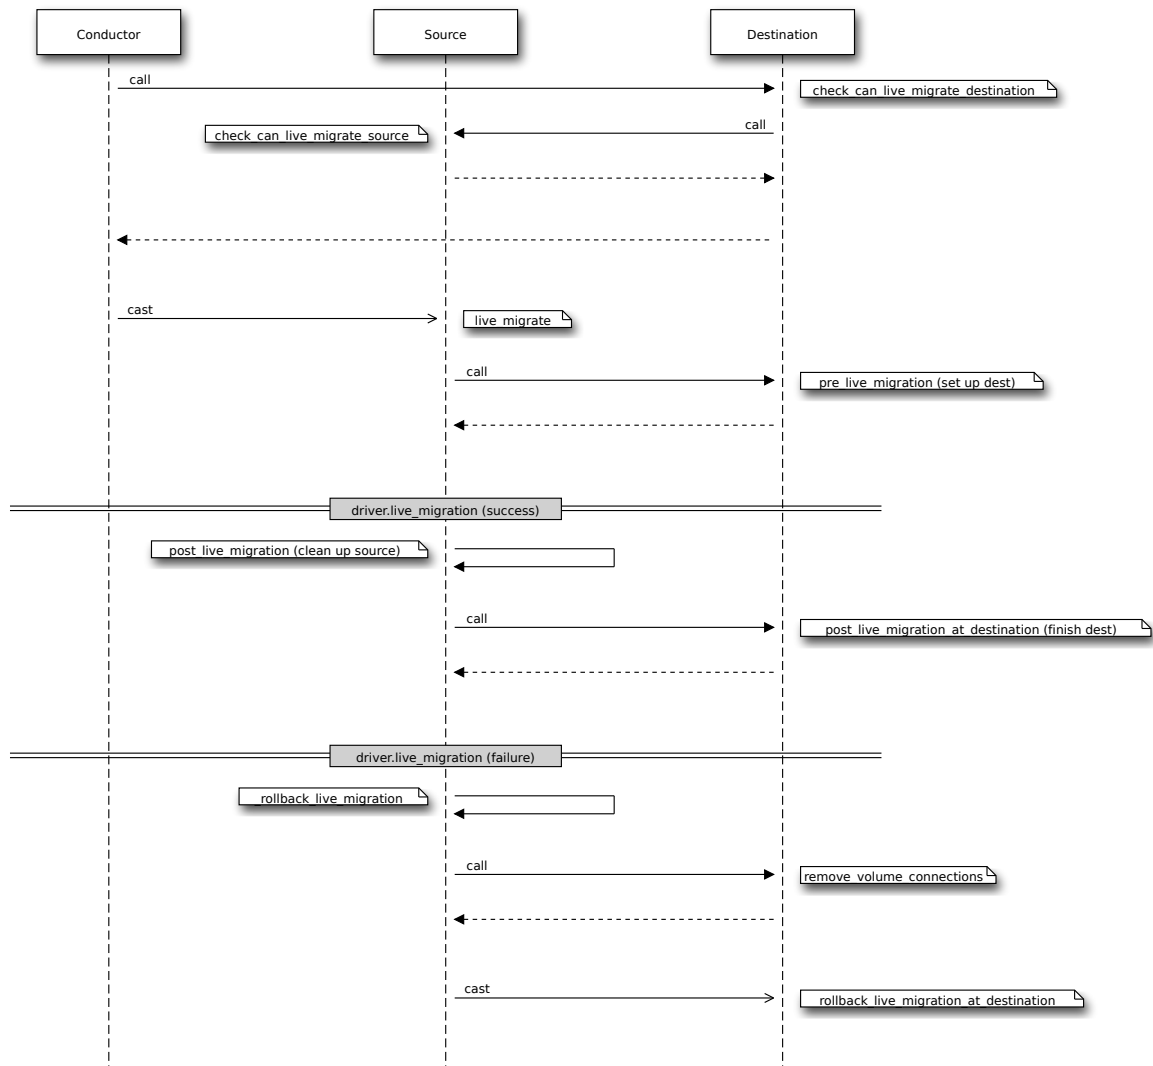 Conductor
Source
Destination
call
check_can_live_migrate_destination
call
check_can_live_migrate_source
cast
live_migrate
call
pre_live_migration (set up dest)
driver.live_migration (success)
post_live_migration (clean up source)
call
post_live_migration_at_destination (finish dest)
driver.live_migration (failure)
_rollback_live_migration
call
remove_volume_connections
cast
rollback_live_migration_at_destination